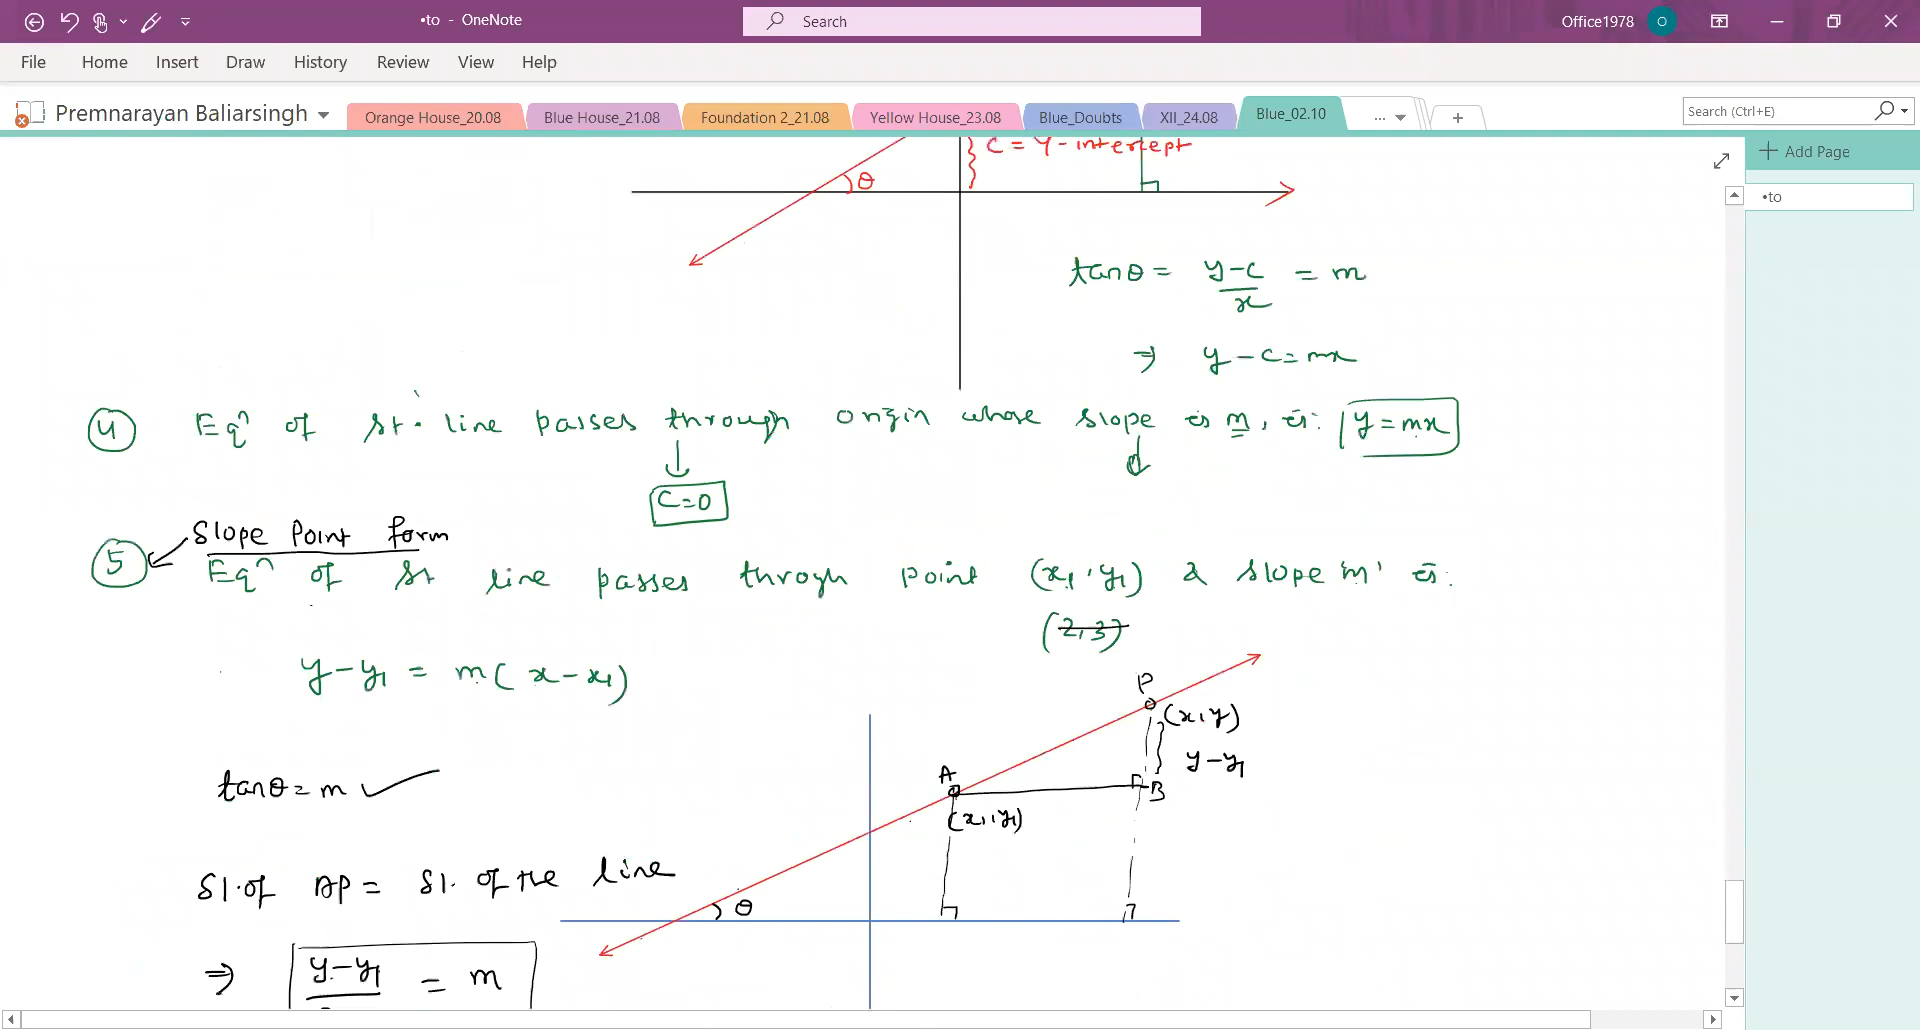 •to - OneNote
Search
Office1978
O
File Home Insert Draw History Review View Help
Premnarayan Baliarsingh
Orange House_20.08
Blue House_21.08
Foundation 2_21.08
Yellow House_23.08
Blue_Doubts
XII_24.08
Blue_02.10
...
+
Search (Ctrl+E)
+ Add Page
•to
C = Y-intercept
θ
tanθ = (y-c)/x = m
⇒ y-c=mx
4 Eqⁿ of st. line passes through origin whose slope is m, is: y=mx
C=0
Slope Point form
5 Eqⁿ of St line passes throgh point (x₁,y₁) & slope 'm' is:
(2,3)
y-y₁ = m(x-x₁)
P
(x,y)
y-y₁
A
B
(x₁,y₁)
tanθ=m ✓
Sl. of AP = Sl. of the line
θ
⇒ y-y₁ = m